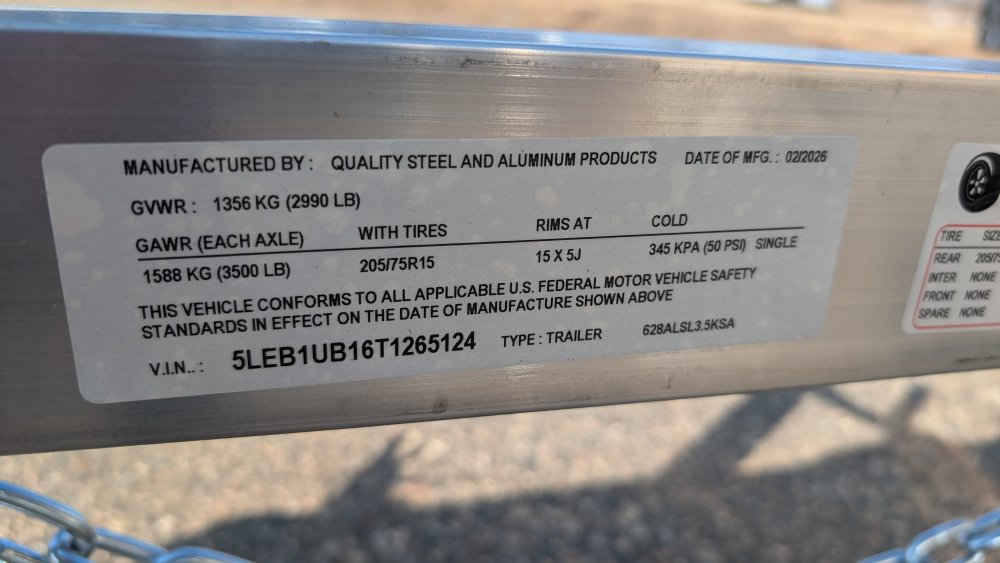 MANUFACTURED BY : QUALITY STEEL AND ALUMINUM PRODUCTS DATE OF MFG. : 02/2026
GVWR : 1356 KG (2990 LB)
GAWR (EACH AXLE) WITH TIRES RIMS AT COLD
1588 KG (3500 LB) 205/75R15 15 X 5J 345 KPA (50 PSI) SINGLE
THIS VEHICLE CONFORMS TO ALL APPLICABLE U.S. FEDERAL MOTOR VEHICLE SAFETY
STANDARDS IN EFFECT ON THE DATE OF MANUFACTURE SHOWN ABOVE
V.I.N.. : 5LEB1UB16T1265124 TYPE : TRAILER 628ALSL3.5KSA
TIRE SIZE
REAR 205/75
INTER NONE
FRONT NONE
SPARE NONE